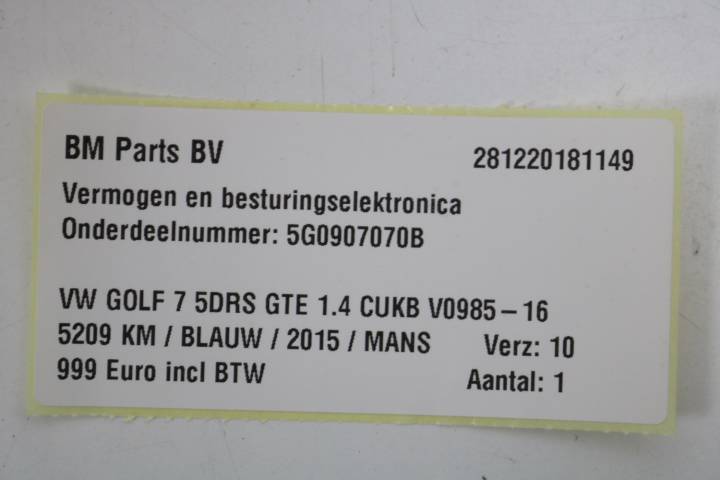 BM Parts BV 281220181149
Vermogen en besturingselektronica
Onderdeelnummer: 5G0907070B
VW GOLF 7 5DRS GTE 1.4 CUKB V0985-16
5209 KM / BLAUW / 2015 / MANS Verz: 10
999 Euro incl BTW Aantal: 1